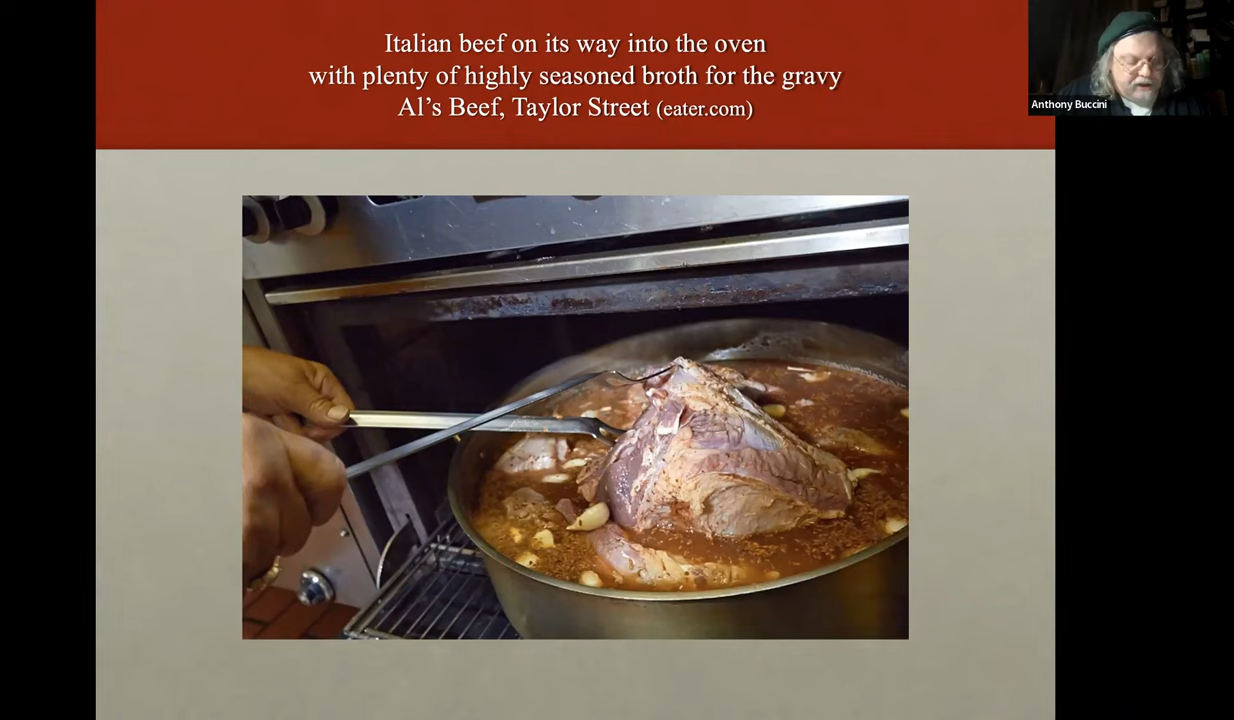 Italian beef on its way into the oven
with plenty of highly seasoned broth for the gravy
Al’s Beef, Taylor Street (eater.com)
Anthony Buccini